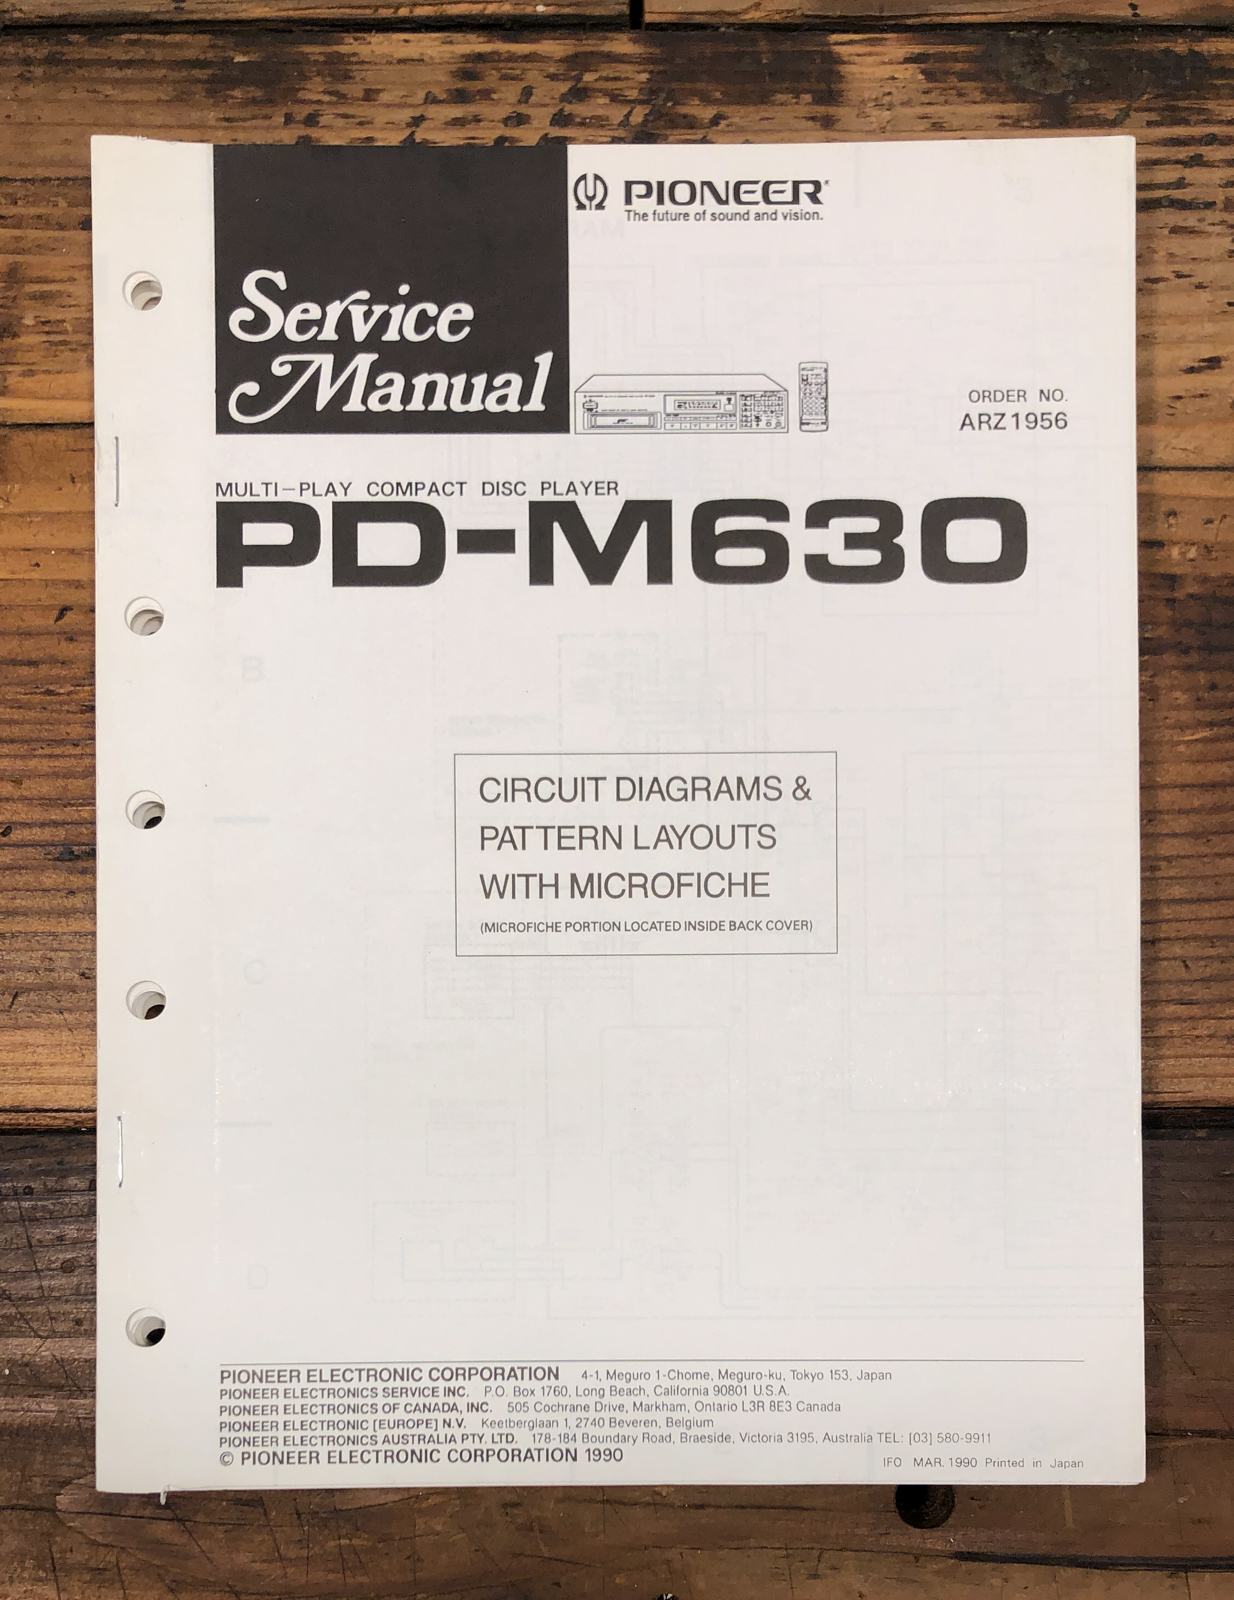 PIONEER
The future of sound and vision.
Service
Manual
ORDER NO.
ARZ1956
MULTI-PLAY COMPACT DISC PLAYER
PD-M630
CIRCUIT DIAGRAMS &
PATTERN LAYOUTS
WITH MICROFICHE
(MICROFICHE PORTION LOCATED INSIDE BACK COVER)
PIONEER ELECTRONIC CORPORATION 4-1, Meguro 1-Chome, Meguro-ku, Tokyo 153, Japan
PIONEER ELECTRONICS SERVICE INC. P.O. Box 1760, Long Beach, California 90801 U.S.A.
PIONEER ELECTRONICS OF CANADA, INC. 505 Cochrane Drive, Markham, Ontario L3R 8E3 Canada
PIONEER ELECTRONIC [EUROPE] N.V. Keetberglaan 1, 2740 Beveren, Belgium
PIONEER ELECTRONICS AUSTRALIA PTY. LTD. 178-184 Boundary Road, Braeside, Victoria 3195, Australia TEL: [03] 580-9911
© PIONEER ELECTRONIC CORPORATION 1990
IFO MAR. 1990 Printed in Japan